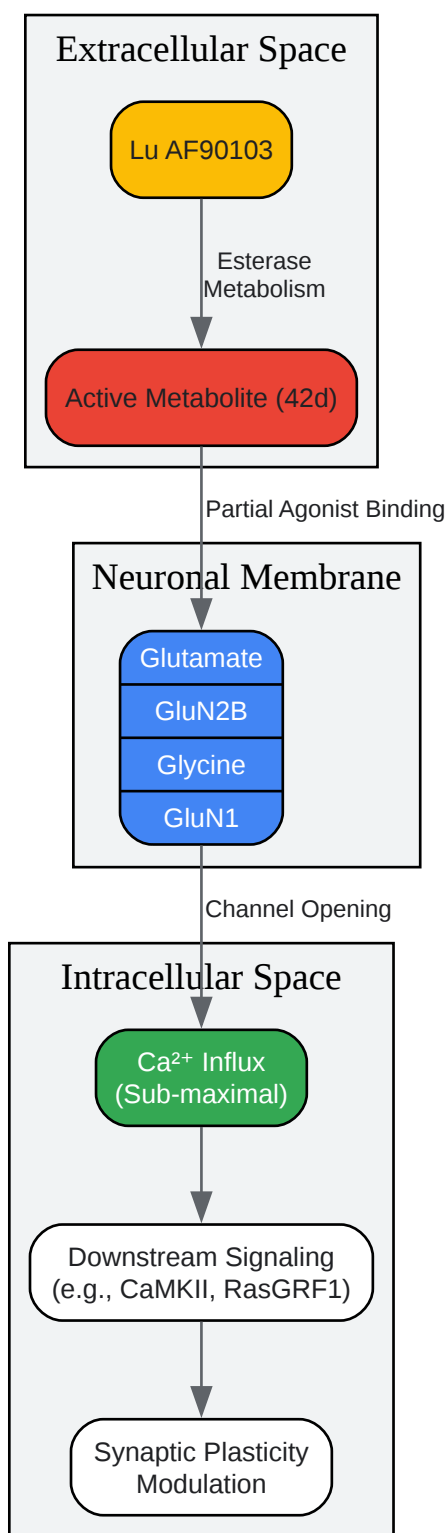 Extracellular Space
Lu AF90103
Esterase
Metabolism
Active Metabolite (42d)
Partial Agonist Binding
Neuronal Membrane
Glutamate
GluN2B
Glycine
GluN1
Channel Opening
Intracellular Space
Ca²⁺ Influx
(Sub-maximal)
Downstream Signaling
(e.g., CaMKII, RasGRF1)
Synaptic Plasticity
Modulation